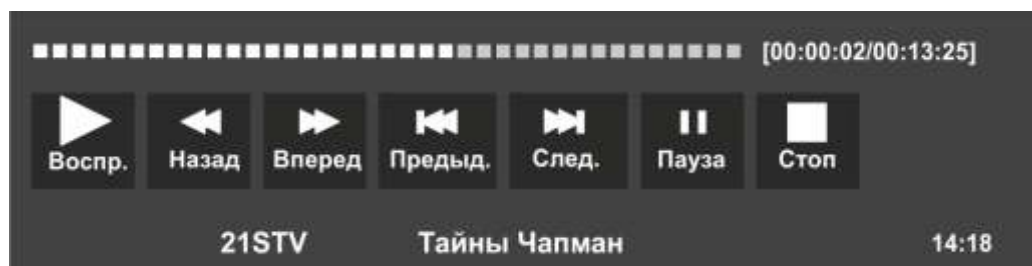 [00:00:02/00:13:25]
Воспр. Назад Вперед Предыд. След. Пауза Стоп
21STV Тайны Чапман 14:18